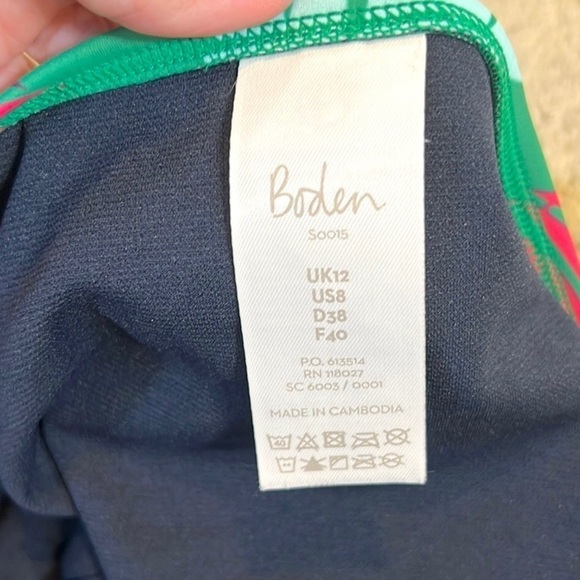 Boden
S0015
UK12
US8
D38
F40
P.O. 613514
RN 118027
SC 6003 / 0001
MADE IN CAMBODIA